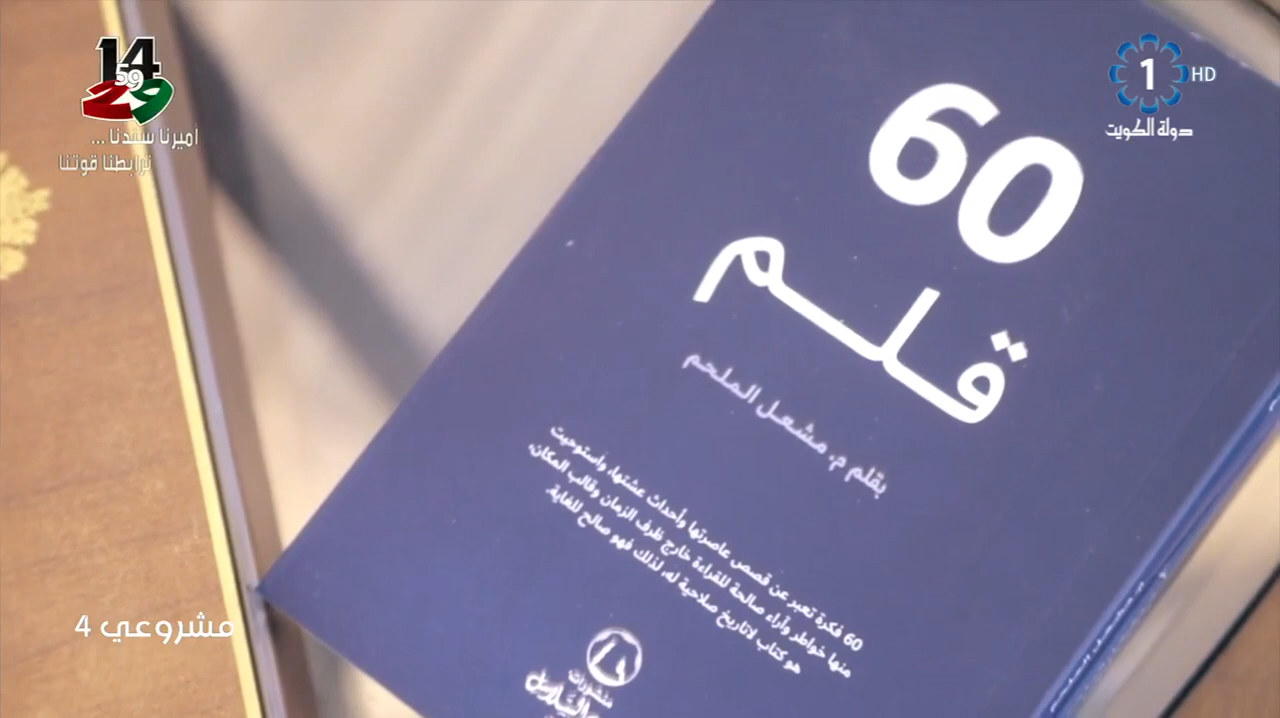 14
59
29
اميرنا سندنا ...
ترابطنا قوتنا
1 HD
دولة الكويت
60
قلم
بقلم م. مشعل الملحم
60 فكرة تعبر عن قصص عاصرتها وأحداث عشتها، وأستوحيت
منها خواطر وأراء صالحة للقراءة خارج ظرف الزمان وقالب المكان،
هو كتاب لاتاريخ صلاحية له، لذلك فهو صالح للغاية.
منشورات
مشروعي 4